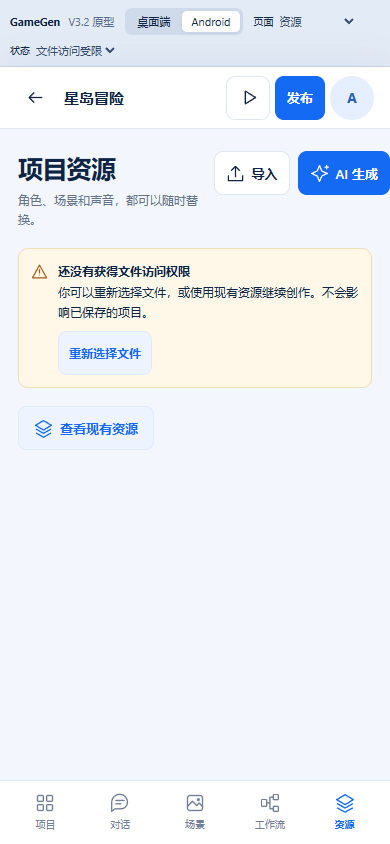 GameGen V3.2 原型 桌面端 Android 页面 资源
状态 文件访问受限
星岛冒险 发布 A
项目资源 导入 AI 生成
角色、场景和声音，都可以随时替
换。
还没有获得文件访问权限
你可以重新选择文件，或使用现有资源继续创作。不会影
响已保存的项目。
重新选择文件
查看现有资源
项目 对话 场景 工作流 资源